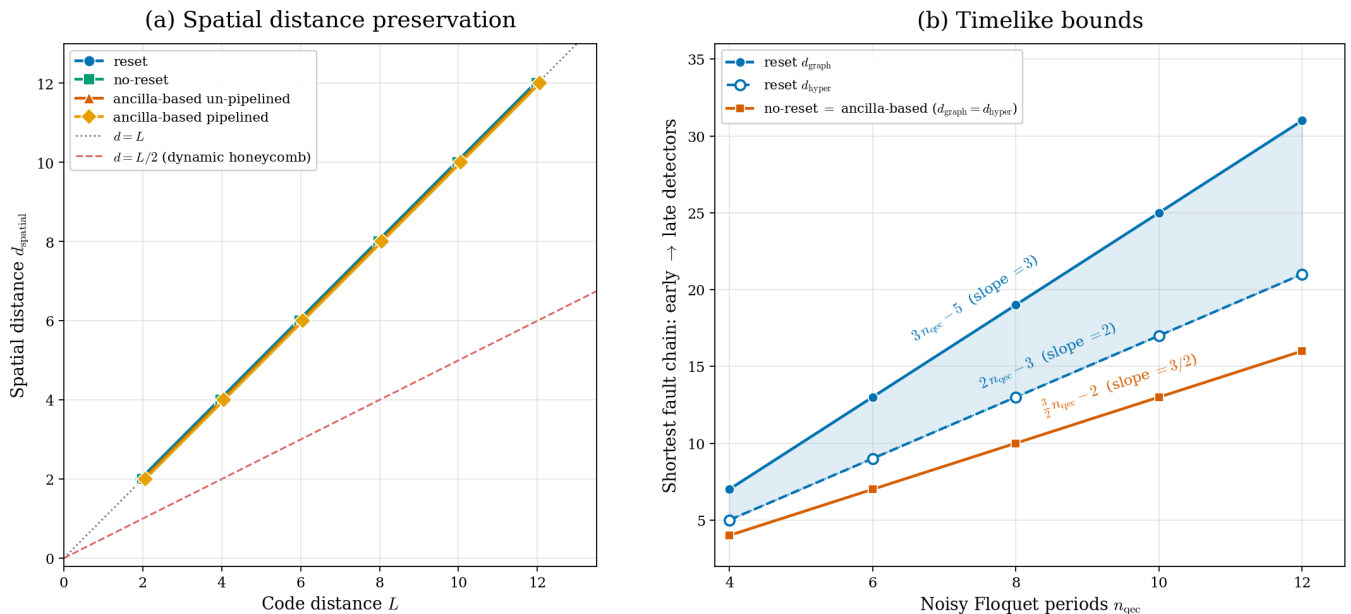 (a) Spatial distance preservation
reset
no-reset
ancilla-based un-pipelined
ancilla-based pipelined
d = L
d = L/2 (dynamic honeycomb)
12
10
8
6
4
2
0
Spatial distance d_spatial
0 2 4 6 8 10 12
Code distance L
(b) Timelike bounds
reset d_graph
reset d_hyper
no-reset = ancilla-based (d_graph = d_hyper)
3 n_qec − 5 (slope = 3)
2 n_qec − 3 (slope = 2)
3/2 n_qec − 2 (slope = 3/2)
35
30
25
20
15
10
5
Shortest fault chain: early → late detectors
4 6 8 10 12
Noisy Floquet periods n_qec